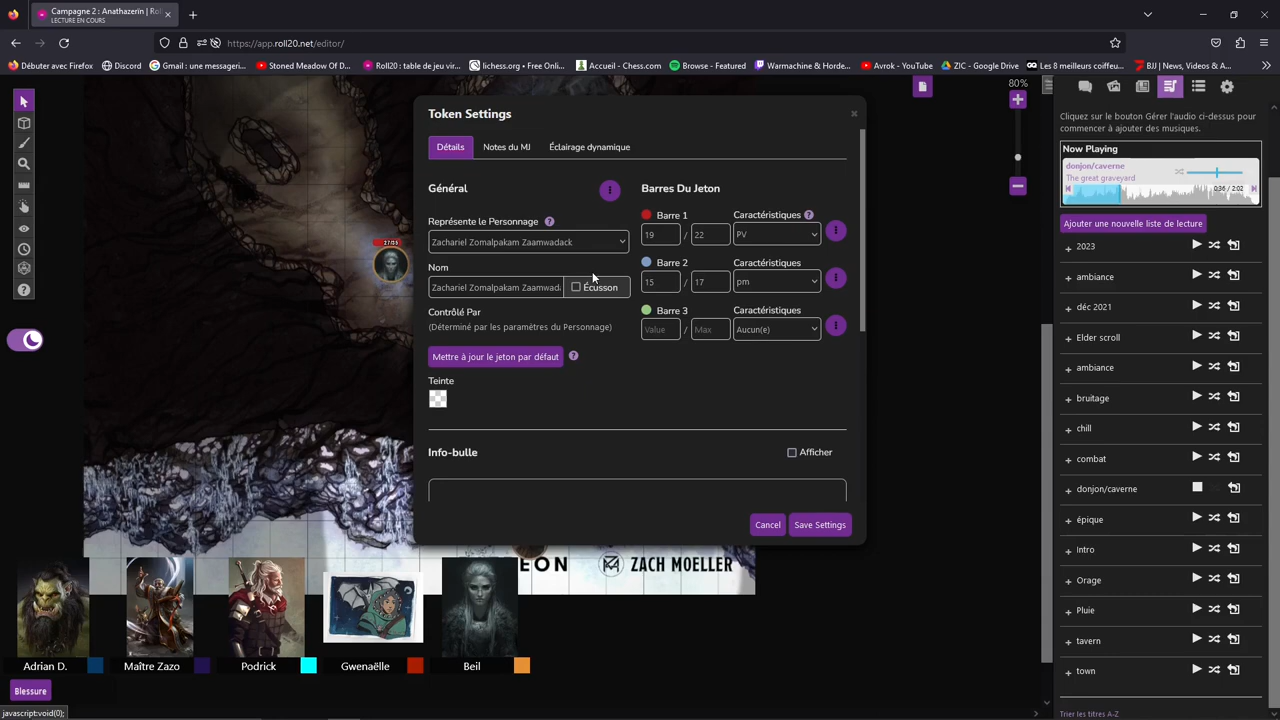 Campagne 2 : Anathazerïn | Roll
LECTURE EN COURS
https://app.roll20.net/editor/
Débuter avec Firefox
Gmail : une messageri...
Stoned Meadow Of D...
Roll20 : table de jeu vir...
lichess.org • Free Onli...
Accueil - Chess.com
Browse - Featured
Warmachine & Horde...
Avrok - YouTube
ZIC - Google Drive
Les 8 meilleurs coiffeu...
BJJ | News, Videos & A...
80%
Token Settings
Détails
Notes du MJ
Éclairage dynamique
Général
Représente le Personnage
Zachariel Zomalpakam Zaamwadack
Nom
Zachariel Zomalpakam Zaamwad
Écusson
Contrôlé Par
(Déterminé par les paramètres du Personnage)
Mettre à jour le jeton par défaut
Teinte
Barres Du Jeton
Barre 1
Caractéristiques
19 / 22
PV
Barre 2
Caractéristiques
15 / 17
pm
Barre 3
Caractéristiques
Value / Max
Aucun(e)
Info-bulle
Afficher
Cancel
Save Settings
EON
ZACH MOELLER
Adrian D.
Maître Zazo
Podrick
Gwenaëlle
Beil
Blessure
javascript:void(0);
Cliquez sur le bouton Gérer l'audio ci-dessus pour
commencer à ajouter des musiques.
Now Playing
donjon/caverne
The great graveyard
0:36 / 2:02
Ajouter une nouvelle liste de lecture
2023
ambiance
déc 2021
Elder scroll
ambiance
bruitage
chill
combat
donjon/caverne
épique
Intro
Orage
Pluie
tavern
town
Trier les titres A-Z